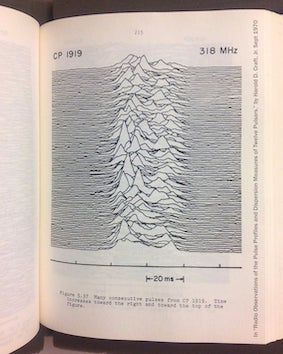 215
CP 1919
318 MHz
20 ms
Figure 5.37 Many consecutive pulses from CP 1919. Time
increases toward the right and toward the top of the
figure.
In "Radio Observations of the Pulse Profiles and Dispersion Measures of Twelve Pulsars," by Harold D. Craft, Jr. Sept 1970